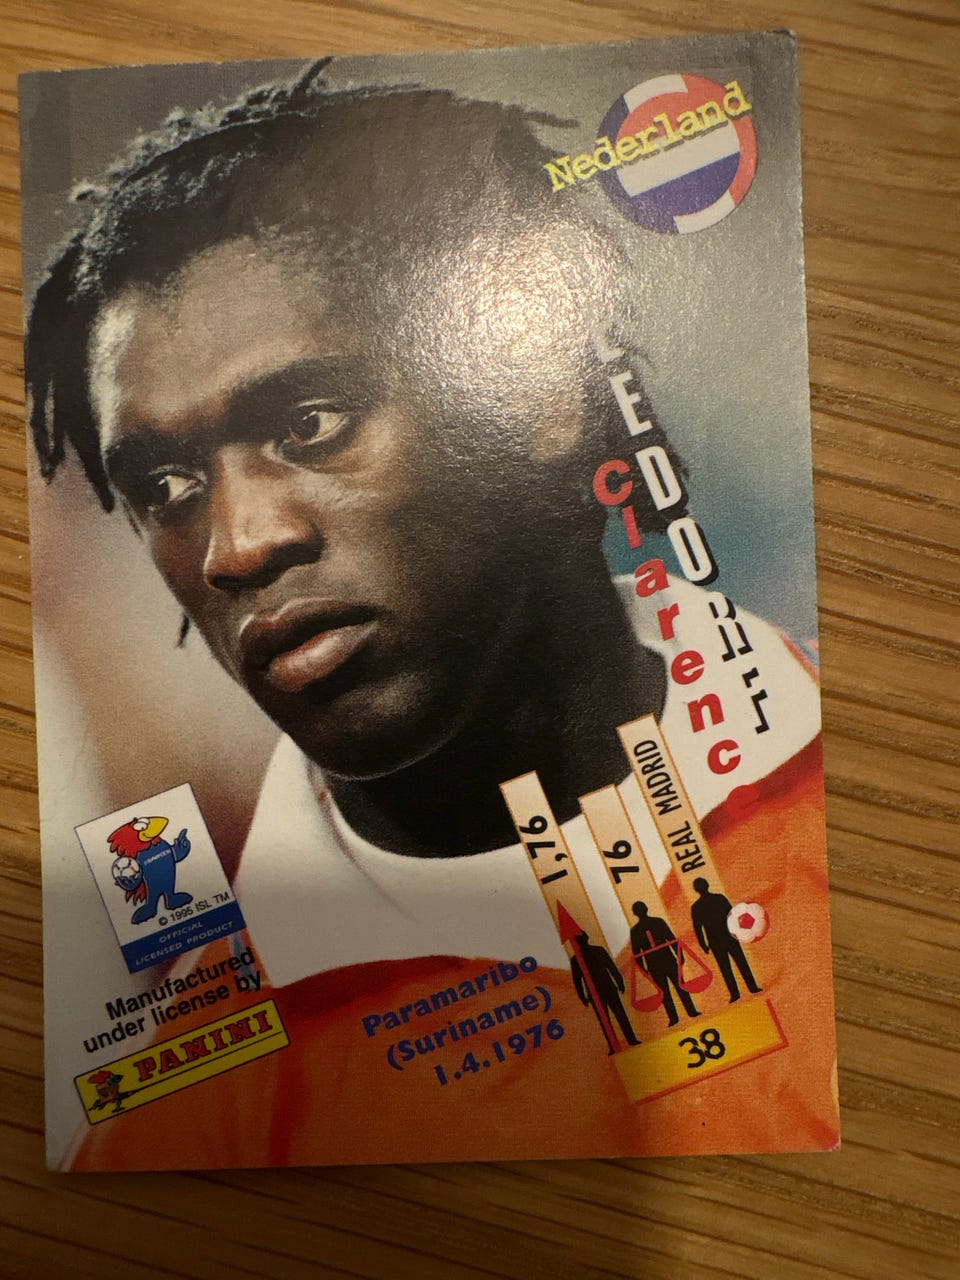 Nederland
SEEDORF
Clarence
1,76
76
REAL MADRID
© 1995 ISL TM
OFFICIAL
LICENSED PRODUCT
Manufactured
under license by
PANINI
Paramaribo
(Suriname)
1.4.1976
38